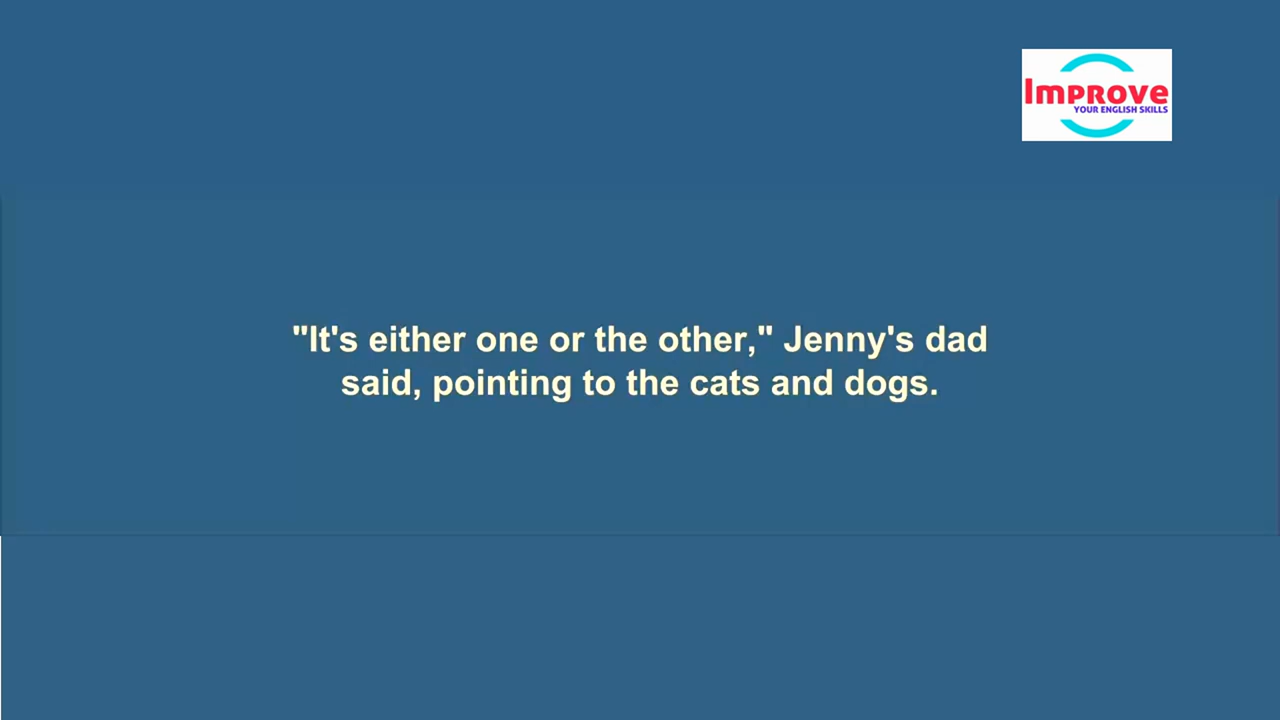 Improve
YOUR ENGLISH SKILLS
"It's either one or the other," Jenny's dad
said, pointing to the cats and dogs.